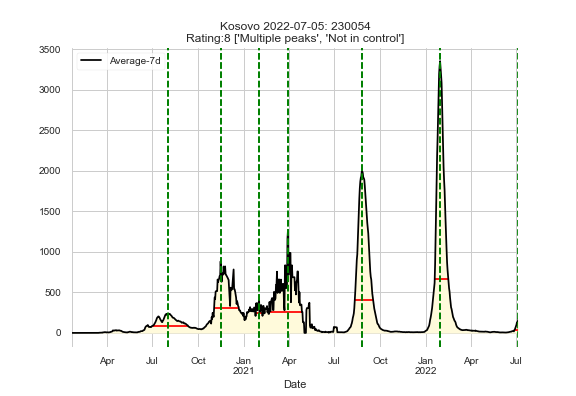 Kosovo 2022-07-05: 230054
Rating:8 ['Multiple peaks', 'Not in control']
Average-7d
3500
3000
2500
2000
1500
1000
500
0
Apr Jul Oct Jan Apr Jul Oct Jan Apr Jul
2021 2022
Date